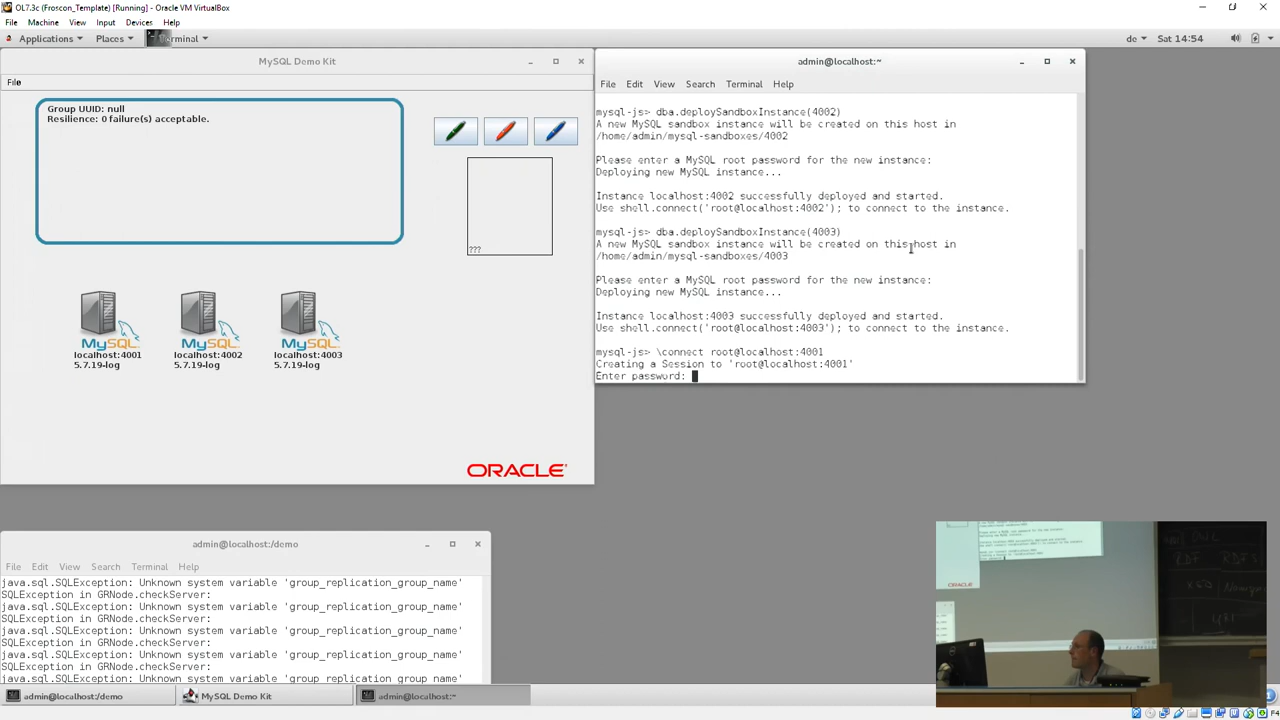 OL7.3c (Froscon_Template) [Running] - Oracle VM VirtualBox
File Machine View Input Devices Help
Applications Places Terminal de Sat 14:54
MySQL Demo Kit
File
Group UUID: null
Resilience: 0 failure(s) acceptable.
???
MySQL MySQL MySQL
localhost:4001 localhost:4002 localhost:4003
5.7.19-log 5.7.19-log 5.7.19-log
ORACLE
admin@localhost:~
File Edit View Search Terminal Help
mysql-js> dba.deploySandboxInstance(4002)
A new MySQL sandbox instance will be created on this host in
/home/admin/mysql-sandboxes/4002
Please enter a MySQL root password for the new instance:
Deploying new MySQL instance...
Instance localhost:4002 successfully deployed and started.
Use shell.connect('root@localhost:4002'); to connect to the instance.
mysql-js> dba.deploySandboxInstance(4003)
A new MySQL sandbox instance will be created on this host in
/home/admin/mysql-sandboxes/4003
Please enter a MySQL root password for the new instance:
Deploying new MySQL instance...
Instance localhost:4003 successfully deployed and started.
Use shell.connect('root@localhost:4003'); to connect to the instance.
mysql-js> \connect root@localhost:4001
Creating a Session to 'root@localhost:4001'
Enter password:
admin@localhost:/demo
File Edit View Search Terminal Help
java.sql.SQLException: Unknown system variable 'group_replication_group_name'
SQLException in GRNode.checkServer:
java.sql.SQLException: Unknown system variable 'group_replication_group_name'
SQLException in GRNode.checkServer:
java.sql.SQLException: Unknown system variable 'group_replication_group_name'
SQLException in GRNode.checkServer:
java.sql.SQLException: Unknown system variable 'group_replication_group_name'
SQLException in GRNode.checkServer:
java.sql.SQLException: Unknown system variable 'group_replication_group_name'
admin@localhost:/demo MySQL Demo Kit admin@localhost:~
F4